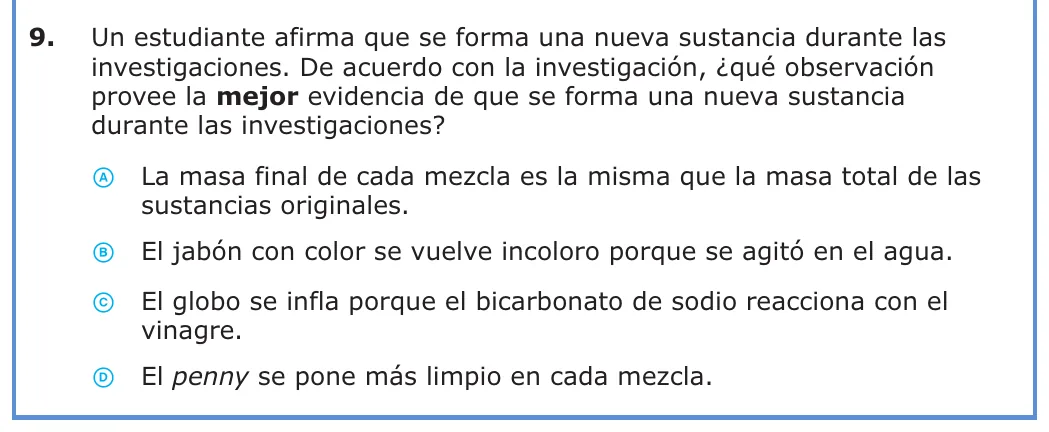 9. Un estudiante afirma que se forma una nueva sustancia durante las
investigaciones. De acuerdo con la investigación, ¿qué observación
provee la mejor evidencia de que se forma una nueva sustancia
durante las investigaciones?
A La masa final de cada mezcla es la misma que la masa total de las
sustancias originales.
B El jabón con color se vuelve incoloro porque se agitó en el agua.
C El globo se infla porque el bicarbonato de sodio reacciona con el
vinagre.
D El penny se pone más limpio en cada mezcla.